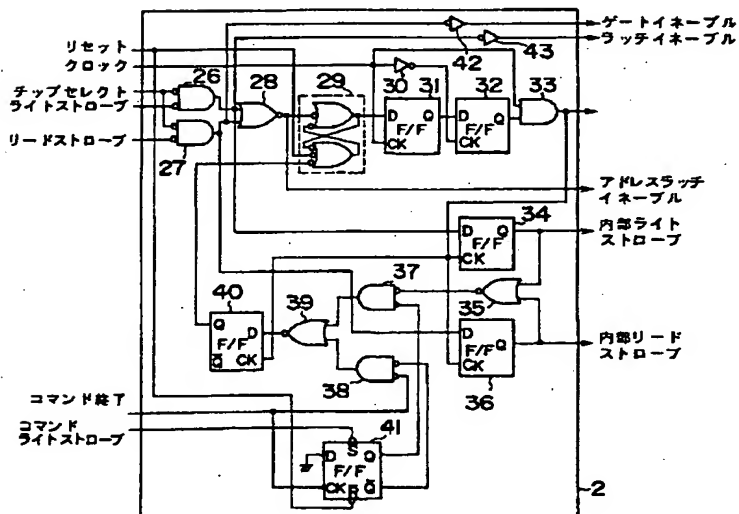 ゲートイネーブル
42
ラッチイネーブル
43
リセット
クロック
26
28
29
30
31
32
33
チップセレクト
ライトストローブ
D Q
F/F
CK
D Q
F/F
CK
リードストローブ
27
アドレスラッチ
イネーブル
34
D Q
F/F
CK
内部ライト
ストローブ
37
35
40
39
Q
F/F D
Q CK
D
F/F Q
CK
内部リード
ストローブ
38
36
コマンド終了
コマンド
ライトストローブ
41
S
D Q
F/F
CK Q
R
2